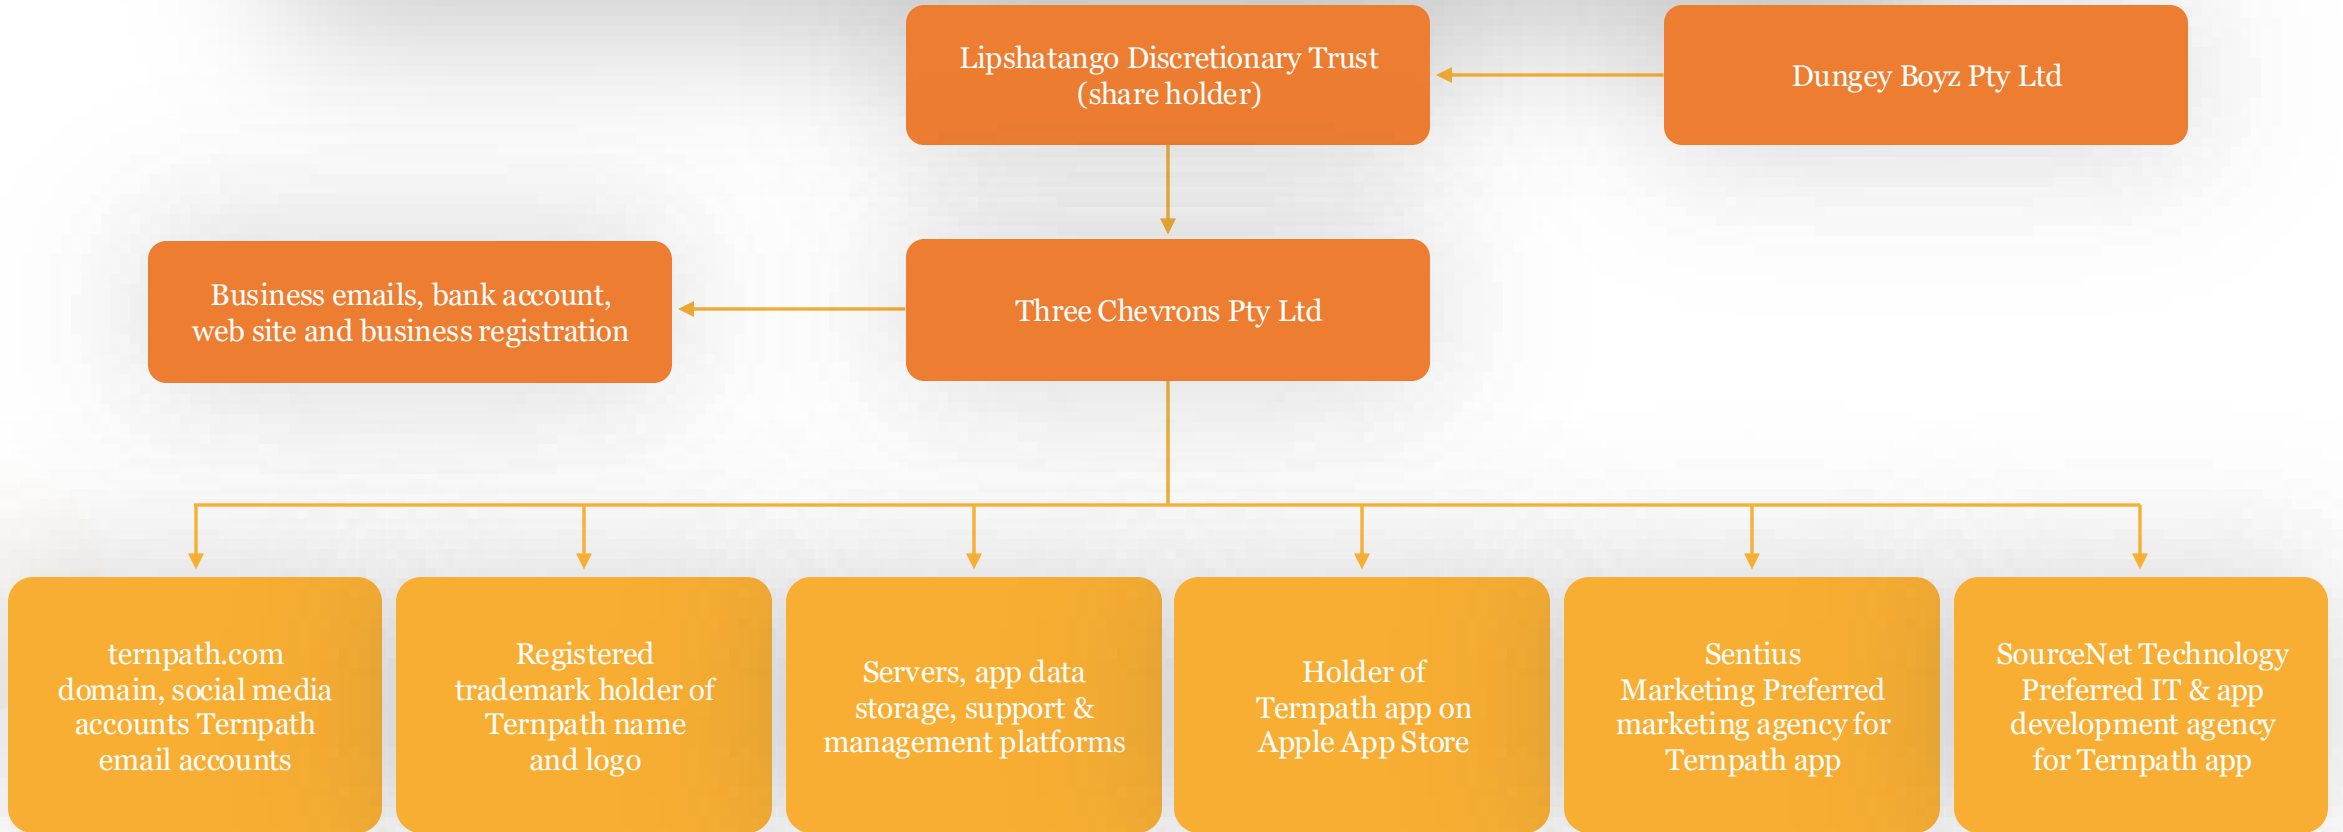 Lipshatango Discretionary Trust
(share holder)
Dungey Boyz Pty Ltd
Business emails, bank account,
web site and business registration
Three Chevrons Pty Ltd
ternpath.com
domain, social media
accounts Ternpath
email accounts
Registered
trademark holder of
Ternpath name
and logo
Servers, app data
storage, support &
management platforms
Holder of
Ternpath app on
Apple App Store
Sentius
Marketing Preferred
marketing agency for
Ternpath app
SourceNet Technology
Preferred IT & app
development agency
for Ternpath app